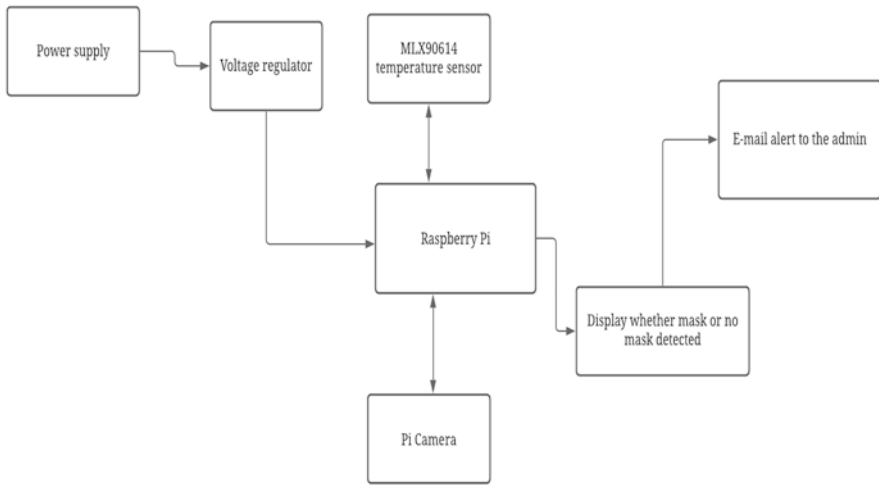 Power supply
Voltage regulator
MLX90614
temperature sensor
E-mail alert to the admin
Raspberry Pi
Display whether mask or no
mask detected
Pi Camera